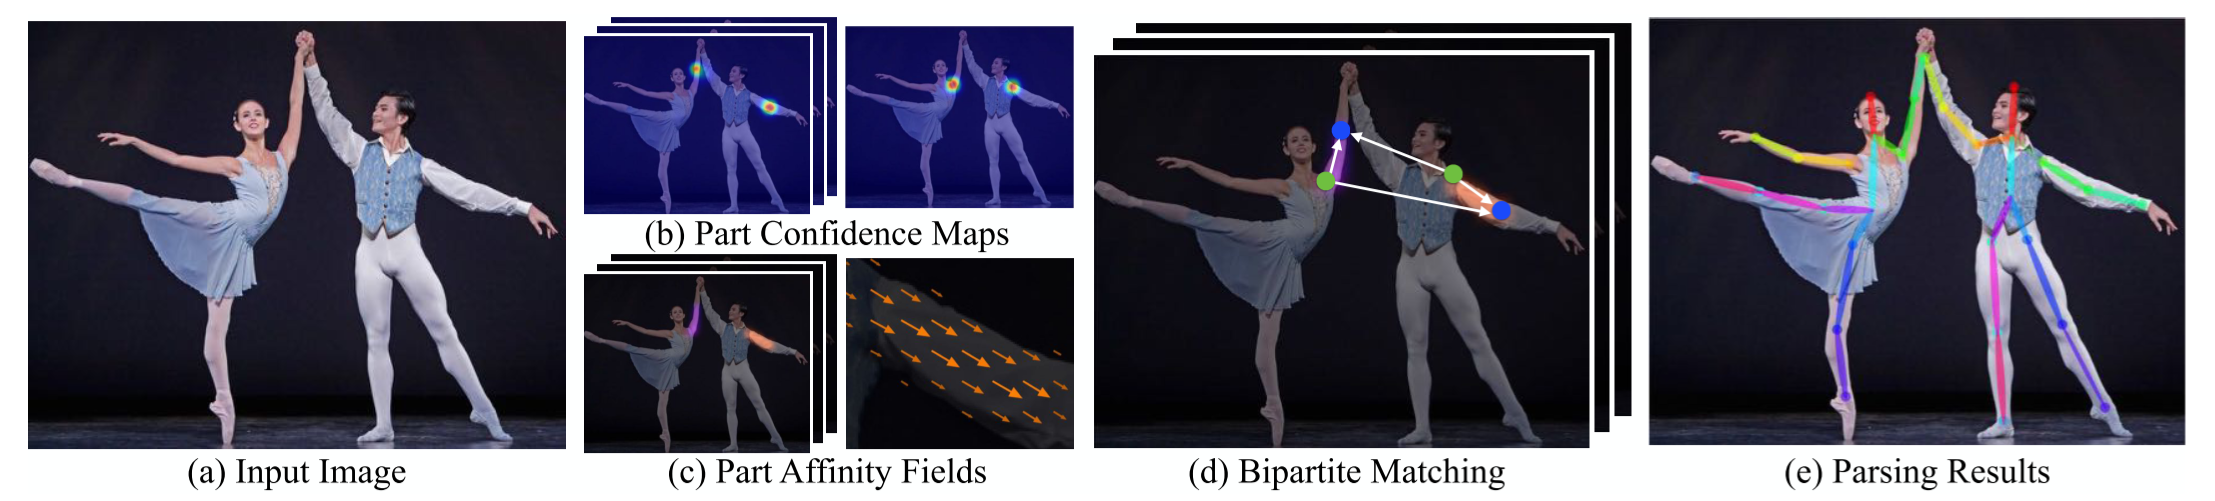 (a) Input Image
(b) Part Confidence Maps
(c) Part Affinity Fields
(d) Bipartite Matching
(e) Parsing Results